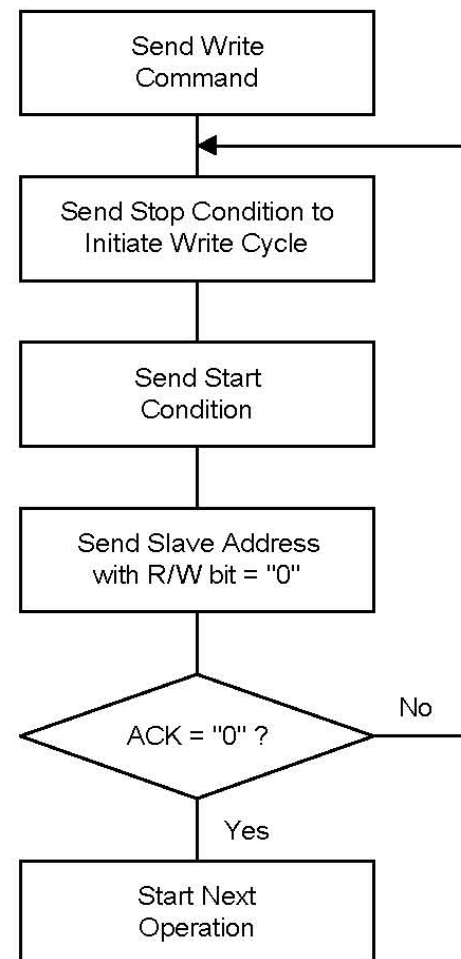 Send Write
Command
Send Stop Condition to
Initiate Write Cycle
Send Start
Condition
Send Slave Address
with R/W bit = "0"
ACK = "0" ?
No
Yes
Start Next
Operation